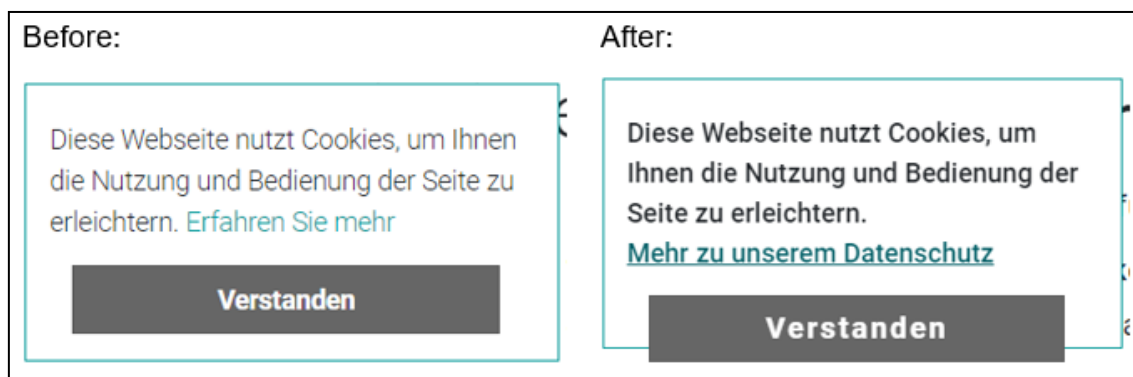 Before:
Diese Webseite nutzt Cookies, um Ihnen
die Nutzung und Bedienung der Seite zu
erleichtern. Erfahren Sie mehr
Verstanden
After:
Diese Webseite nutzt Cookies, um
Ihnen die Nutzung und Bedienung der
Seite zu erleichtern.
Mehr zu unserem Datenschutz
Verstanden